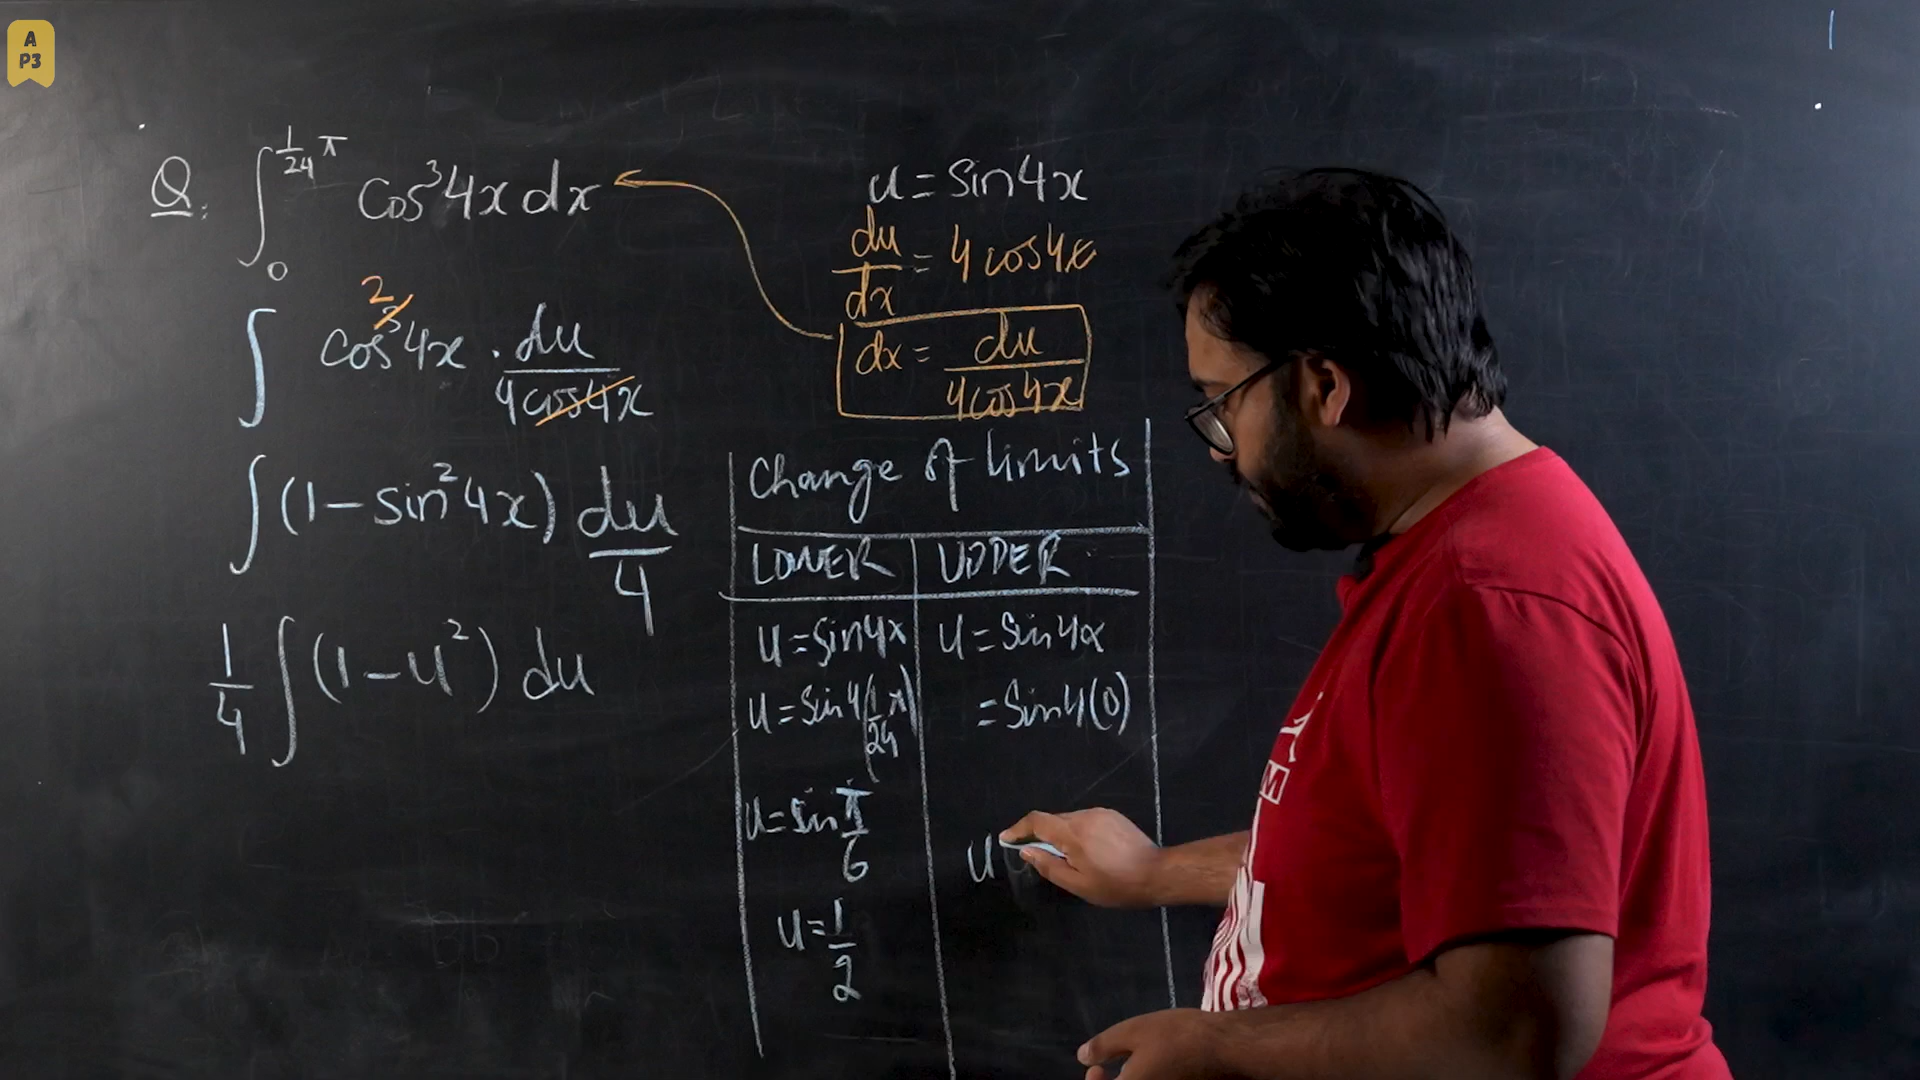 A
P3
Q. ∫₀^(1/24 π) cos³4x dx
∫ cos³4x · du/4cos4x
2
∫(1−sin²4x) du/4
1/4 ∫(1−u²) du
u = sin4x
du/dx = 4cos4x
dx = du/4cos4x
Change of limits
LOWER UPPER
u = sin4x u = sin4x
u = sin4(1/24 π) = sin4(0)
u = sin π/6 u
u = 1/2